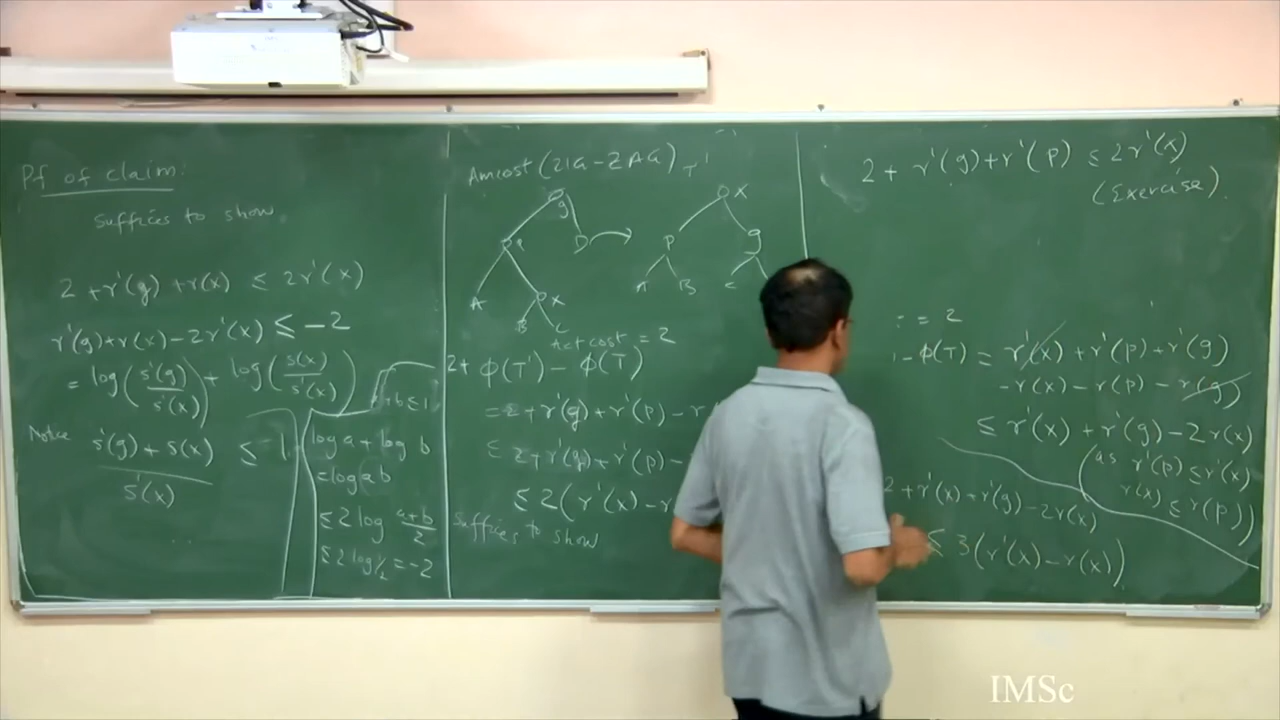 Pf of claim:
Suffices to show
2 + r'(g) + r(x) ≤ 2r'(x)
r'(g) + r(x) - 2r'(x) ≤ -2
= log(s'(g)/s'(x)) + log(s(x)/s'(x))
Notice s'(g) + s(x) / s'(x) ≤ 1
+b ≤ 1
log a + log b
= log ab
≤ 2 log a+b/2
≤ 2 log 1/2 = -2
Amcost (ZIG-ZAG)
T T'
g
D
A
x
B
C
x
p
g
A
B
C
Act cost = 2
2 + Φ(T') - Φ(T)
= 2 + r'(g) + r'(p) - r
≤ 2 + r'(g) + r'(p) -
≤ 2(r'(x) - r
Suffices to show
2 + r'(g) + r'(p) ≤ 2r'(x)
(Exercise).
= 2
- Φ(T) = r'(x) + r'(p) + r'(g)
- r(x) - r(p) - r(g)
≤ r'(x) + r'(g) - 2r(x)
(as r'(p) ≤ r'(x)
r(x) ≤ r(p))
2 + r'(x) + r'(g) - 2r(x)
≤ 3(r'(x) - r(x))
IMSc